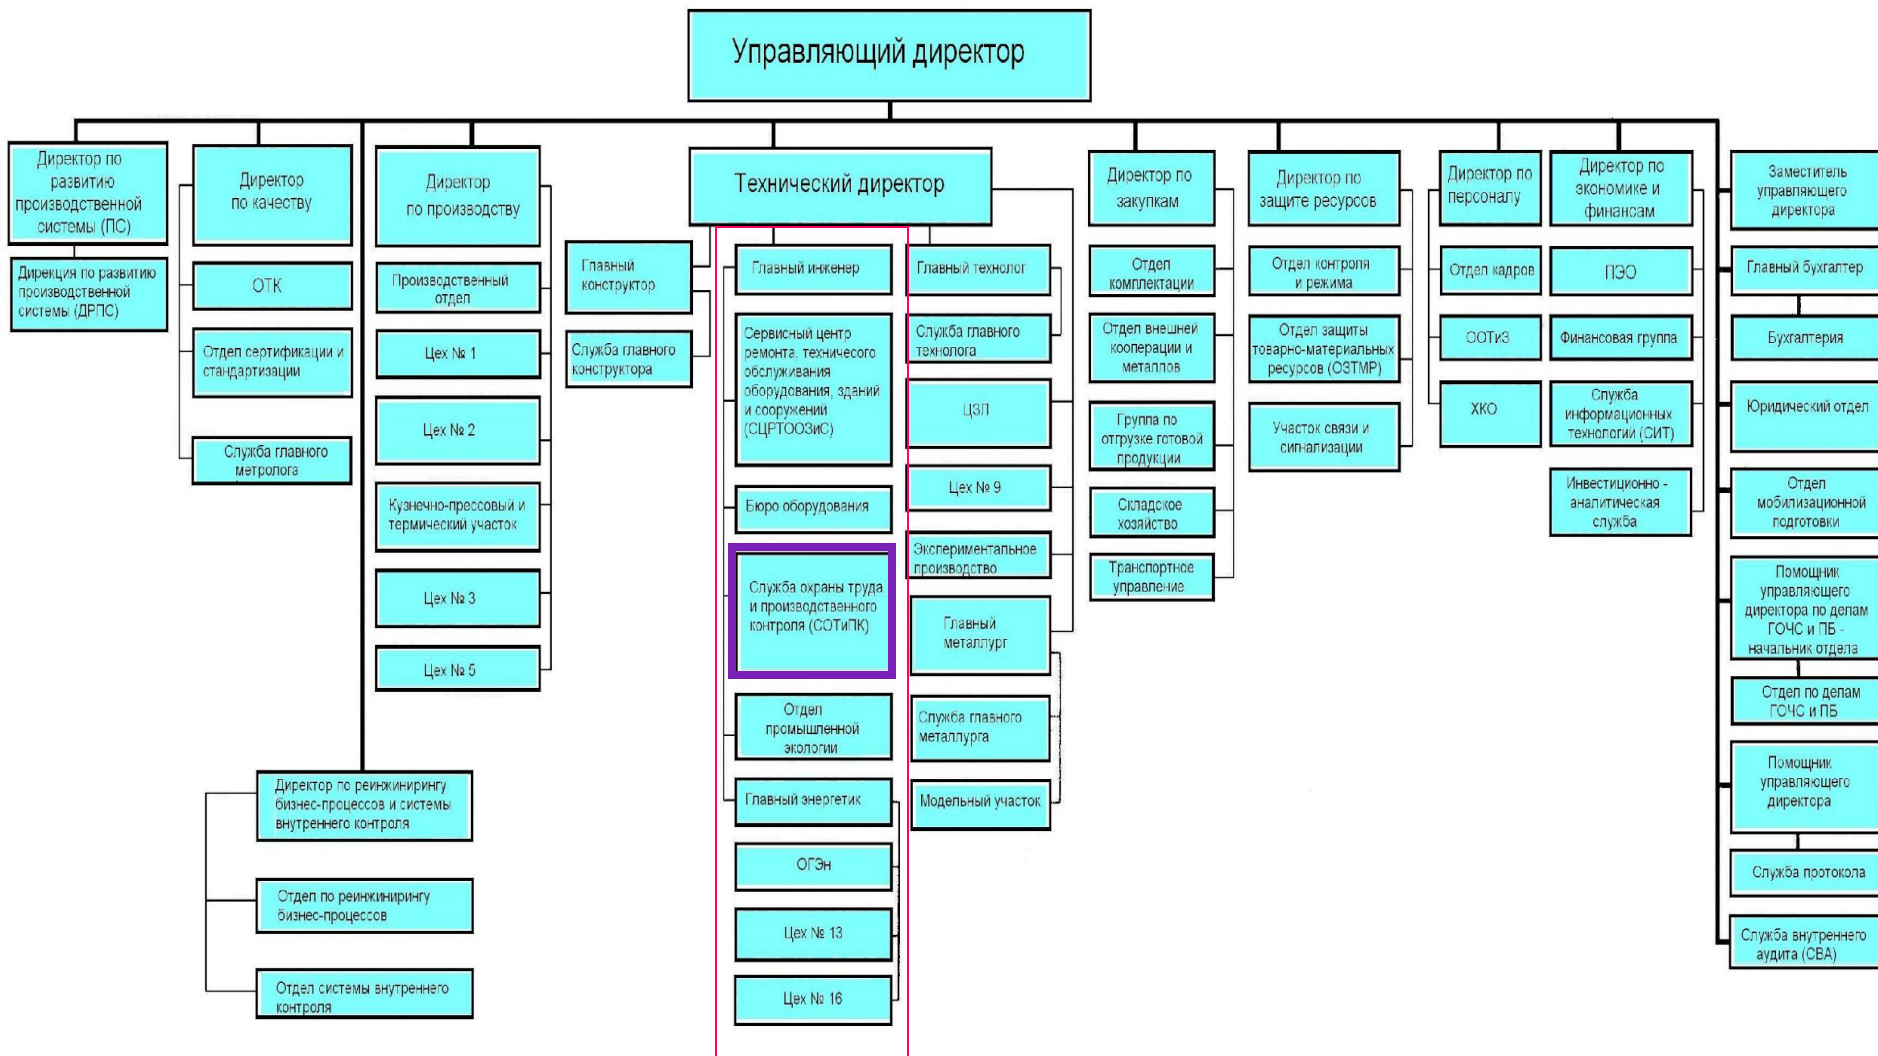 Управляющий директор
Директор по
развитию
производственной
системы (ПС)
Дирекция по развитию
производственной
системы (ДРПС)
Директор
по качеству
ОТК
Отдел сертификации и
стандартизации
Служба главного
метролога
Директор по реинжинирингу
бизнес-процессов и системы
внутреннего контроля
Отдел по реинжинирингу
бизнес-процессов
Отдел системы внутреннего
контроля
Директор
по производству
Производственный
отдел
Цех № 1
Цех № 2
Кузнечно-прессовый и
термический участок
Цех № 3
Цех № 5
Технический директор
Главный
конструктор
Служба главного
конструктора
Главный инженер
Сервисный центр
ремонта, техничесого
обслуживания
оборудования, зданий
и сооружений
(СЦРТООЗиС)
Бюро оборудования
Служба охраны труда
и производственного
контроля (СОТиПК)
Отдел
промышленной
экологии
Главный энергетик
ОГЭн
Цех № 13
Цех № 16
Главный технолог
Служба главного
технолога
ЦЗЛ
Цех № 9
Экспериментальное
производство
Главный
металлург
Служба главного
металлурга
Модельный участок
Директор по
закупкам
Отдел
комплектации
Отдел внешней
кооперации и
металлов
Группа по
отгрузке готовой
продукции
Складское
хозяйство
Транспортное
управление
Директор по
защите ресурсов
Отдел контроля
и режима
Отдел защиты
товарно-материальных
ресурсов (ОЗТМР)
Участок связи и
сигнализации
Директор по
персоналу
Отдел кадров
ООТиЗ
ХКО
Директор по
экономике и
финансам
ПЭО
Финансовая группа
Служба
информационных
технологий (СИТ)
Инвестиционно -
аналитическая
служба
Заместитель
управляющего
директора
Главный бухгалтер
Бухгалтерия
Юридический отдел
Отдел
мобилизационной
подготовки
Помощник
управляющего
директора по делам
ГОЧС и ПБ -
начальник отдела
Отдел по делам
ГОЧС и ПБ
Помощник
управляющего
директора
Служба протокола
Служба внутреннего
аудита (СВА)